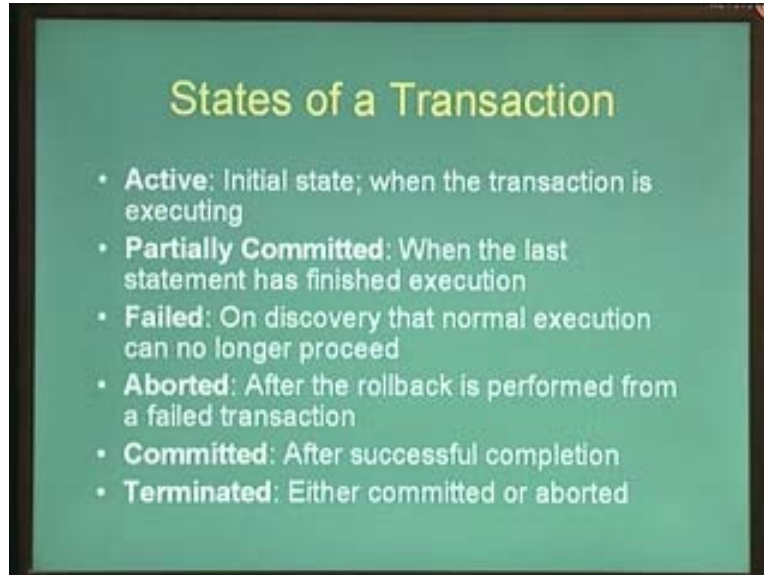 States of a Transaction
• Active: Initial state; when the transaction is
executing
• Partially Committed: When the last
statement has finished execution
• Failed: On discovery that normal execution
can no longer proceed
• Aborted: After the rollback is performed from
a failed transaction
• Committed: After successful completion
• Terminated: Either committed or aborted